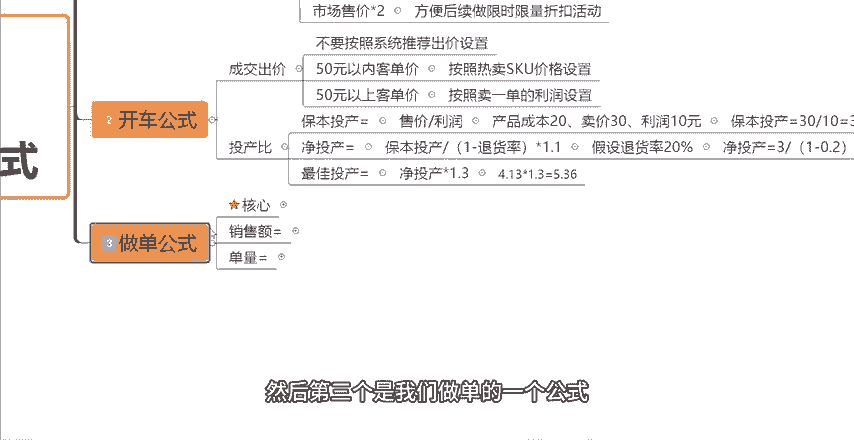 市场售价*2 方便后续做限时限量折扣活动
不要按照系统推荐出价设置
成交出价
50元以内客单价 按照热卖SKU价格设置
50元以上客单价 按照卖一单的利润设置
2 开车公式
保本投产= 售价/利润 产品成本20、卖价30、利润10元 保本投产=30/10=3
投产比
净投产= 保本投产/（1-退货率）*1.1 假设退货率20% 净投产=3/（1-0.2）
最佳投产= 净投产*1.3 4.13*1.3=5.36
式
核心
3 做单公式
销售额=
单量=
然后第三个是我们做单的一个公式